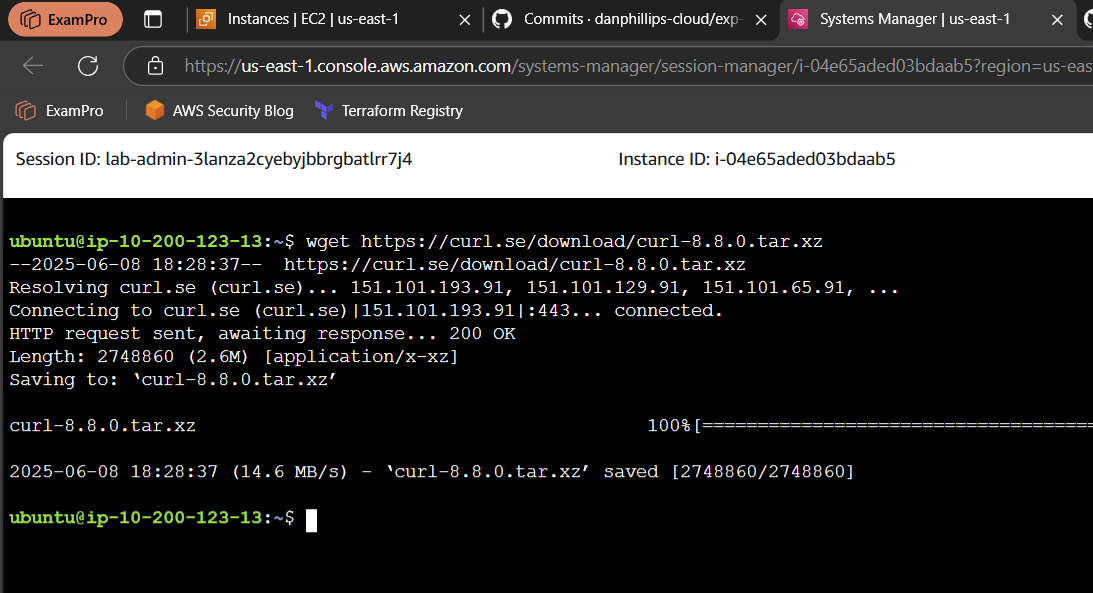 ExamPro
Instances | EC2 | us-east-1
Commits · danphillips-cloud/exp-
Systems Manager | us-east-1
https://us-east-1.console.aws.amazon.com/systems-manager/session-manager/i-04e65aded03bdaab5?region=us-eas
ExamPro
AWS Security Blog
Terraform Registry
Session ID: lab-admin-3lanza2cyebyjbbrgbatlrr7j4
Instance ID: i-04e65aded03bdaab5
ubuntu@ip-10-200-123-13:~$ wget https://curl.se/download/curl-8.8.0.tar.xz
--2025-06-08 18:28:37--  https://curl.se/download/curl-8.8.0.tar.xz
Resolving curl.se (curl.se)... 151.101.193.91, 151.101.129.91, 151.101.65.91, ...
Connecting to curl.se (curl.se)|151.101.193.91|:443... connected.
HTTP request sent, awaiting response... 200 OK
Length: 2748860 (2.6M) [application/x-xz]
Saving to: ‘curl-8.8.0.tar.xz’
curl-8.8.0.tar.xz 100%[====================================
2025-06-08 18:28:37 (14.6 MB/s) - ‘curl-8.8.0.tar.xz’ saved [2748860/2748860]
ubuntu@ip-10-200-123-13:~$